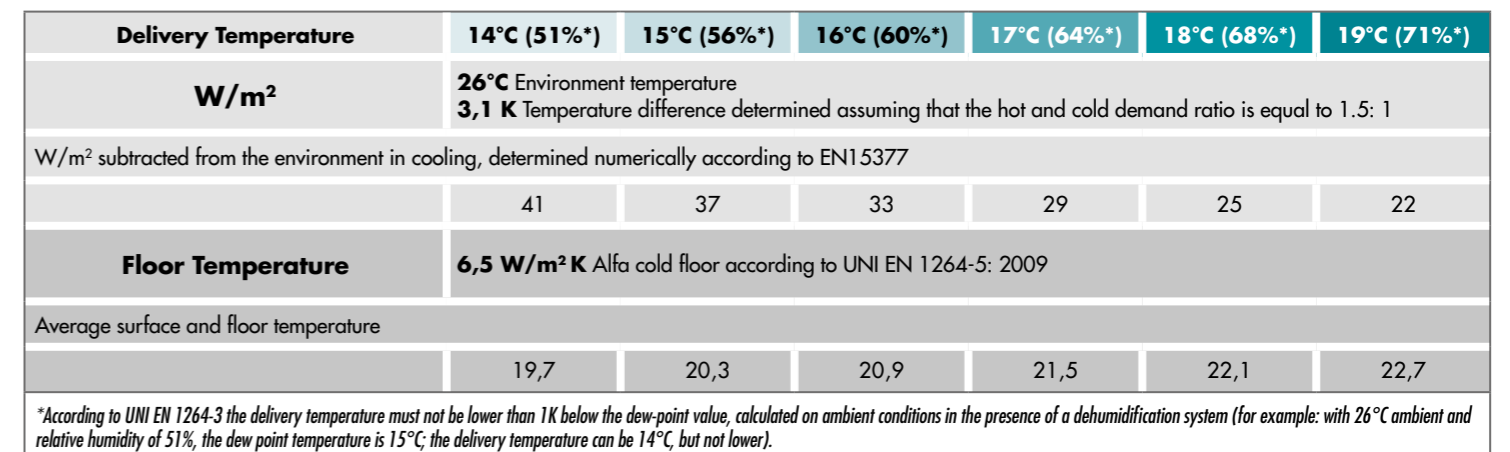 Delivery Temperature 14°C (51%*) 15°C (56%*) 16°C (60%*) 17°C (64%*) 18°C (68%*) 19°C (71%*)
W/m² 26°C Environment temperature
3,1 K Temperature difference determined assuming that the hot and cold demand ratio is equal to 1.5: 1
W/m² subtracted from the environment in cooling, determined numerically according to EN15377
41 37 33 29 25 22
Floor Temperature 6,5 W/m² K Alfa cold floor according to UNI EN 1264-5: 2009
Average surface and floor temperature
19,7 20,3 20,9 21,5 22,1 22,7
*According to UNI EN 1264-3 the delivery temperature must not be lower than 1K below the dew-point value, calculated on ambient conditions in the presence of a dehumidification system (for example: with 26°C ambient and
relative humidity of 51%, the dew point temperature is 15°C; the delivery temperature can be 14°C, but not lower).